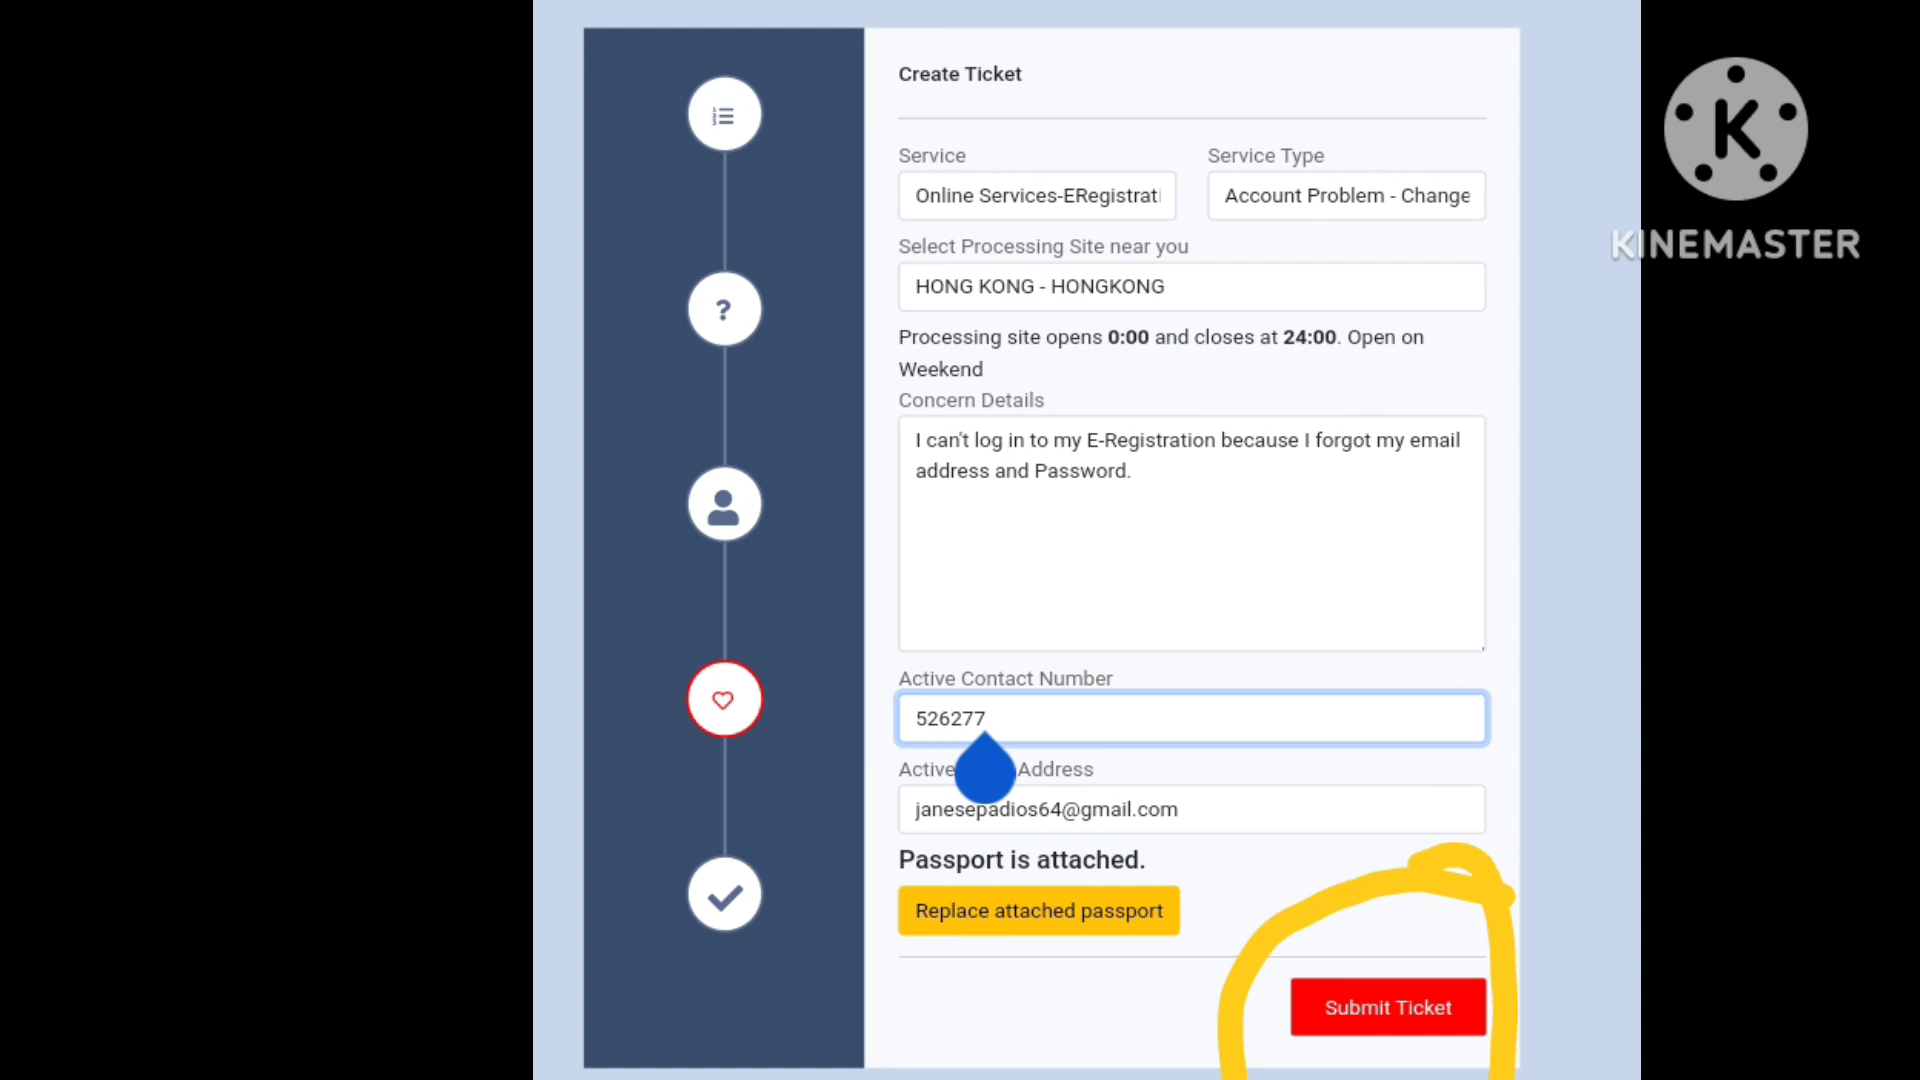 Create Ticket
Service
Service Type
Online Services-ERegistrati
Account Problem - Change
Select Processing Site near you
HONG KONG - HONGKONG
Processing site opens 0:00 and closes at 24:00. Open on
Weekend
Concern Details
I can't log in to my E-Registration because I forgot my email
address and Password.
Active Contact Number
526277
Active Address
janesepadios64@gmail.com
Passport is attached.
Replace attached passport
Submit Ticket
K
KINEMASTER